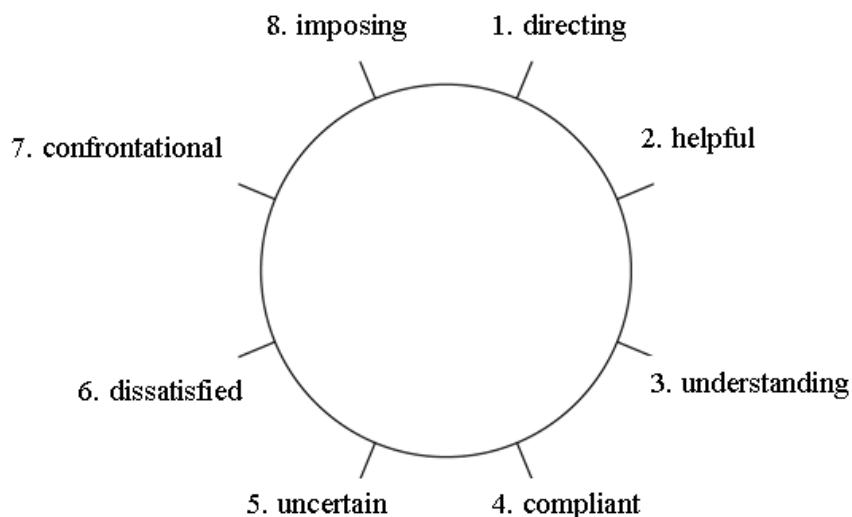 8. imposing
1. directing
7. confrontational
2. helpful
6. dissatisfied
3. understanding
5. uncertain
4. compliant